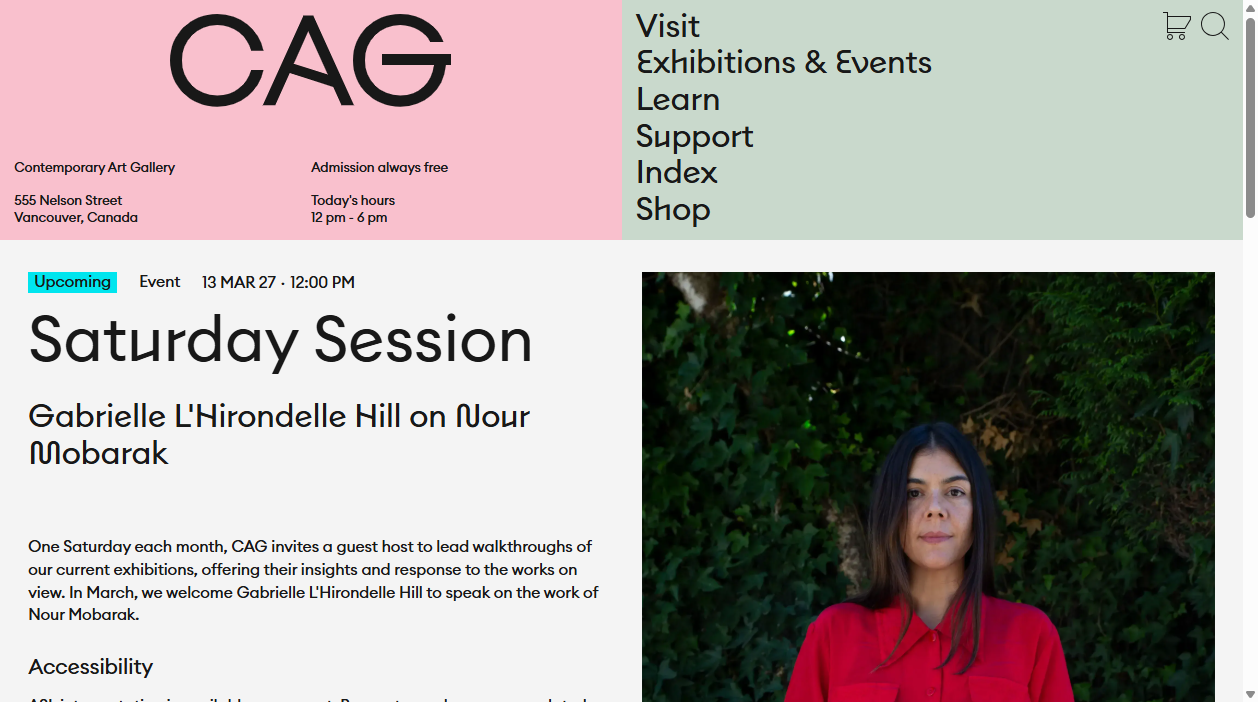 CAG
Contemporary Art Gallery
555 Nelson Street
Vancouver, Canada
Admission always free
Today's hours
12 pm - 6 pm
Visit
Exhibitions & Events
Learn
Support
Index
Shop
Upcoming Event 13 MAR 27 · 12:00 PM
Saturday Session
Gabrielle L'Hirondelle Hill on Nour
Mobarak
One Saturday each month, CAG invites a guest host to lead walkthroughs of
our current exhibitions, offering their insights and response to the works on
view. In March, we welcome Gabrielle L'Hirondelle Hill to speak on the work of
Nour Mobarak.
Accessibility